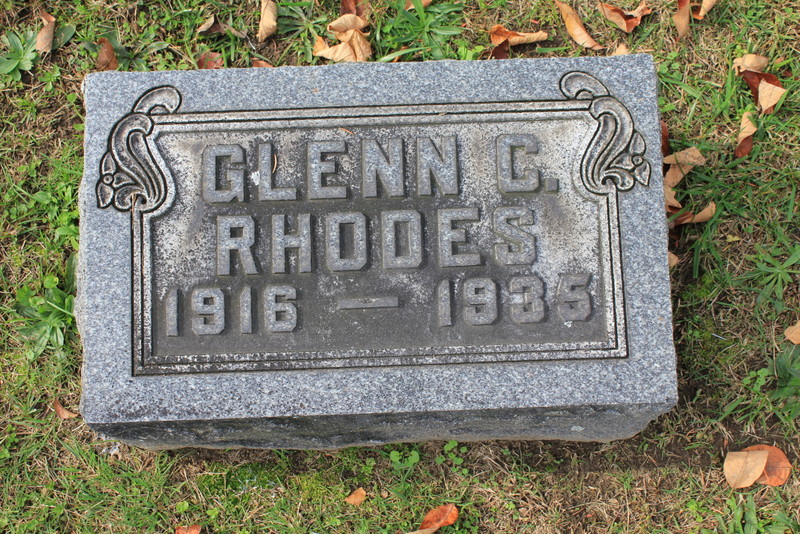 GLENN C.
RHODES
1916 — 1935